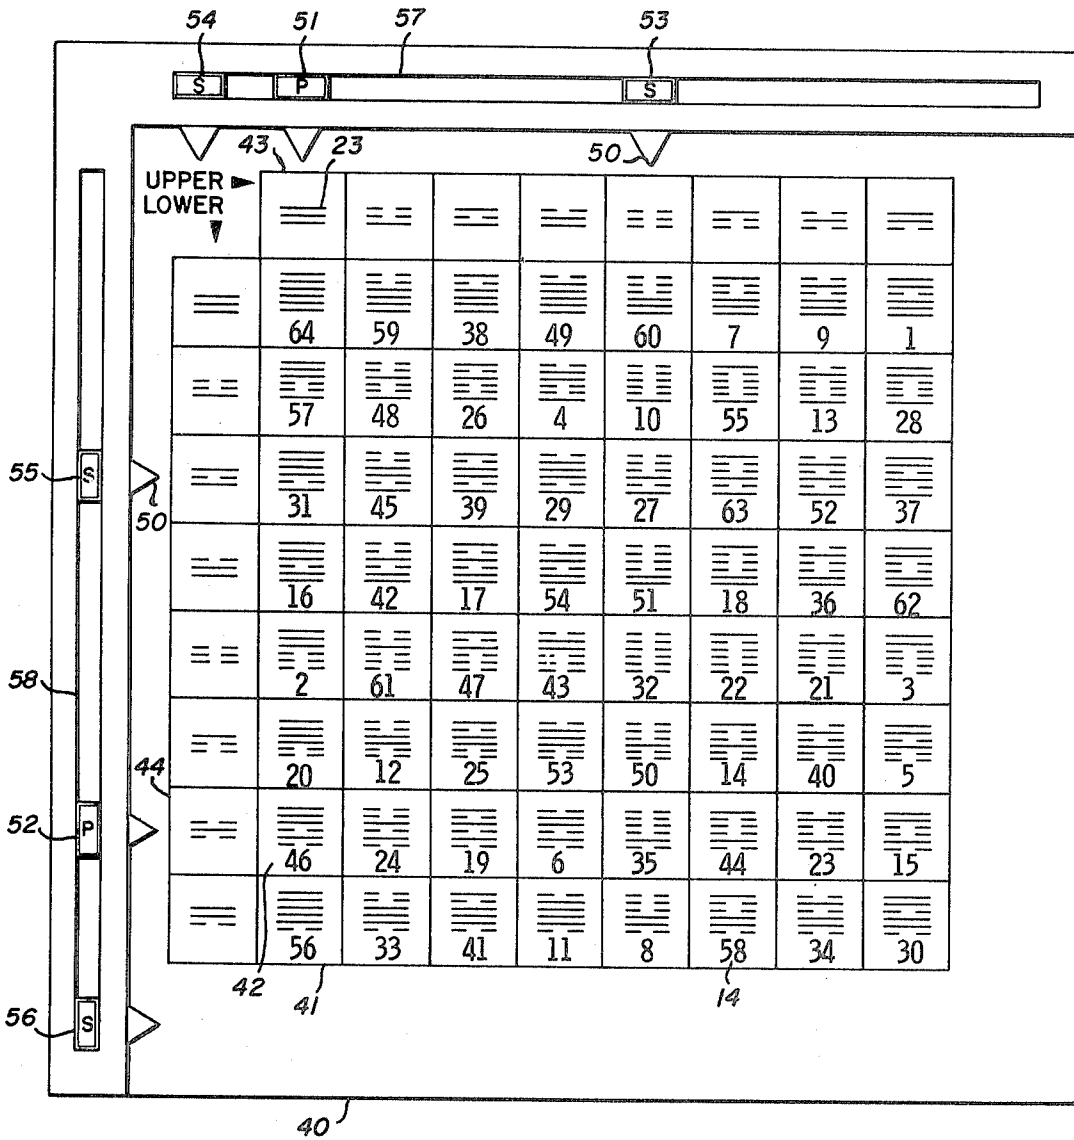 54 51 57 53
S P S
43 23 50
UPPER ►
LOWER
▼
64 59 38 49 60 7 9 1
57 48 26 4 10 55 13 28
55 S
50
31 45 39 29 27 63 52 37
16 42 17 54 51 18 36 62
58
2 61 47 43 32 22 21 3
44
20 12 25 53 50 14 40 5
52 P
46 24 19 6 35 44 23 15
56 33 41 11 8 58 34 30
42 41 14
56 S
40